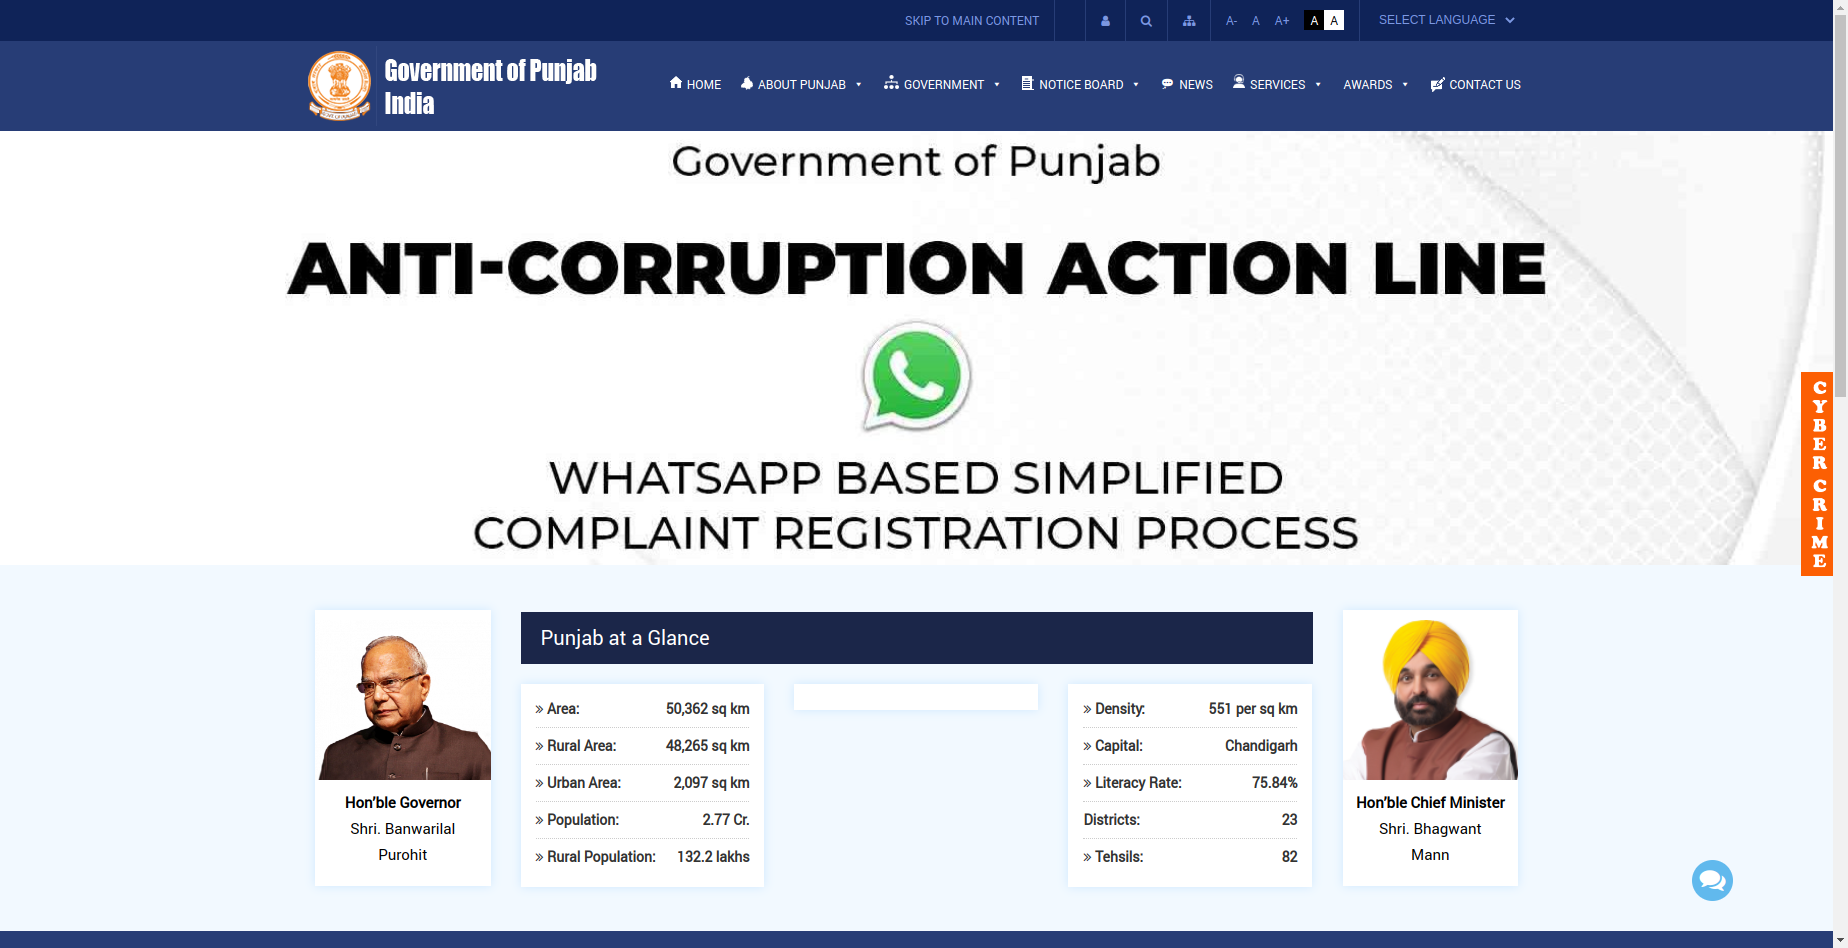 SKIP TO MAIN CONTENT
A- A A+ A A
SELECT LANGUAGE
Government of Punjab
India
HOME ABOUT PUNJAB GOVERNMENT NOTICE BOARD NEWS SERVICES AWARDS CONTACT US
Government of Punjab
ANTI-CORRUPTION ACTION LINE
WHATSAPP BASED SIMPLIFIED
COMPLAINT REGISTRATION PROCESS
CYBER CRIME
Hon'ble Governor
Shri. Banwarilal
Purohit
Punjab at a Glance
» Area: 50,362 sq km
» Rural Area: 48,265 sq km
» Urban Area: 2,097 sq km
» Population: 2.77 Cr.
» Rural Population: 132.2 lakhs
» Density: 551 per sq km
» Capital: Chandigarh
» Literacy Rate: 75.84%
Districts: 23
» Tehsils: 82
Hon'ble Chief Minister
Shri. Bhagwant
Mann